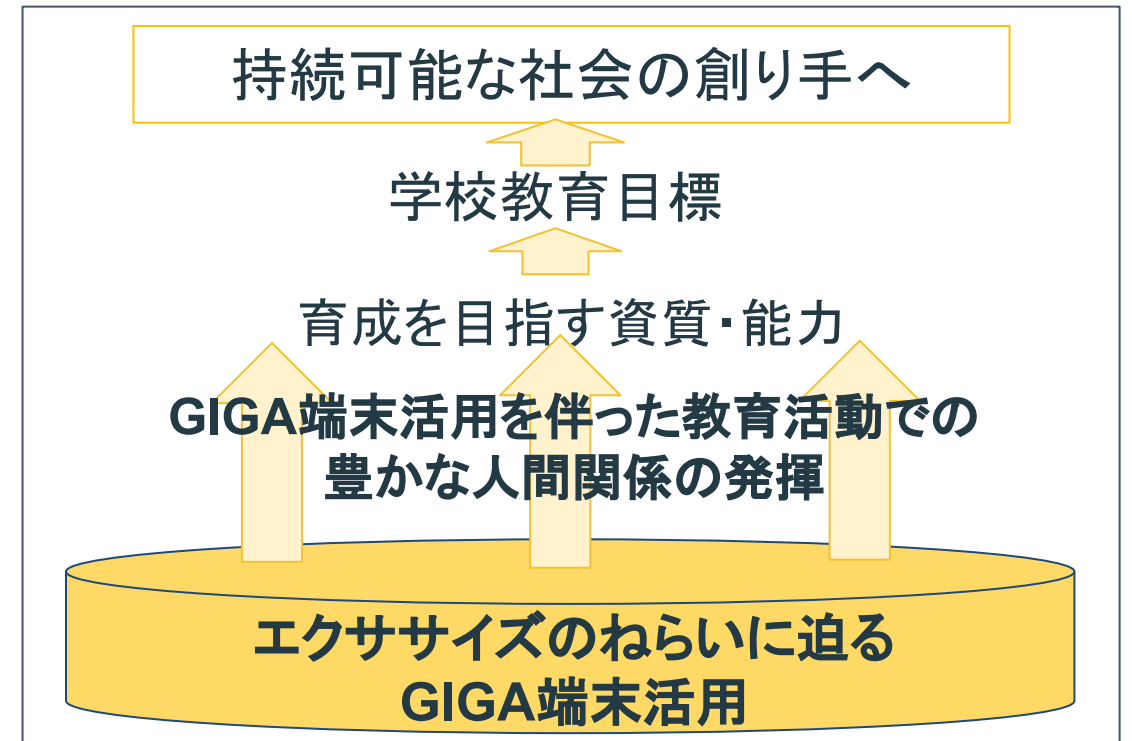 持続可能な社会の創り手へ
学校教育目標
育成を目指す資質・能力
GIGA端末活用を伴った教育活動での
豊かな人間関係の発揮
エクササイズのねらいに迫る
GIGA端末活用